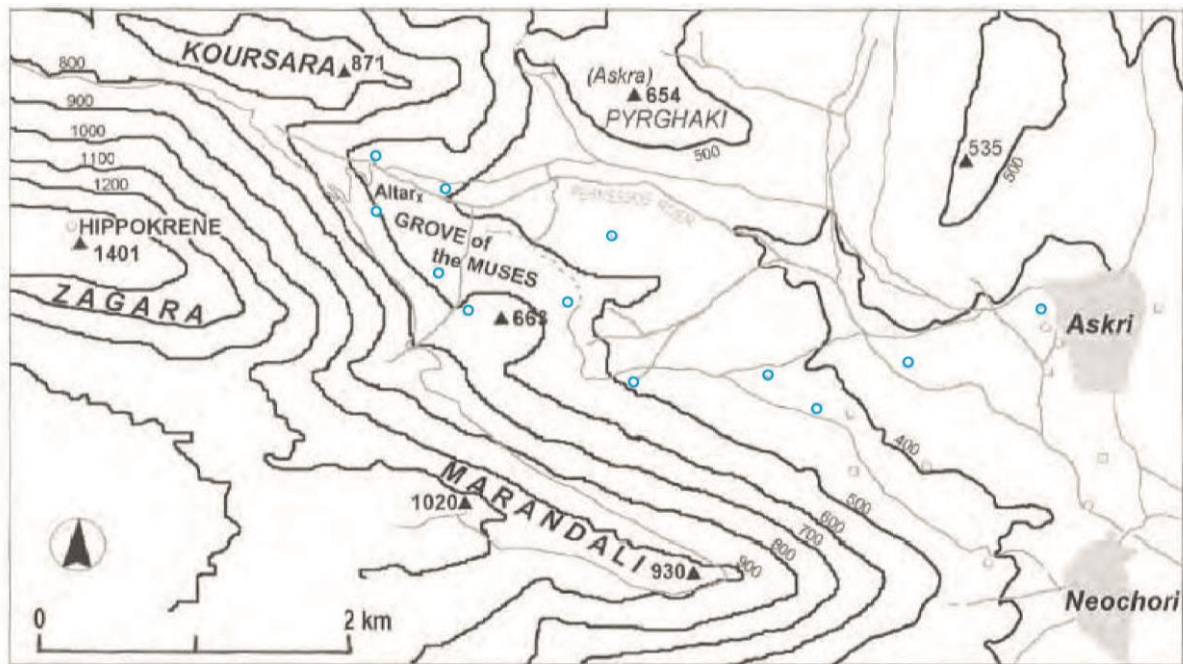 KOURSARA
871
800
900
1000
1100
1200
HIPPOKRENE
1401
ZAGARA
(Askra)
654
PYRGHAKI
500
535
500
Altar
GROVE of
the MUSES
663
Askri
400
500
600
700
800
900
MARANDALI
1020
930
Neochori
0
2 km